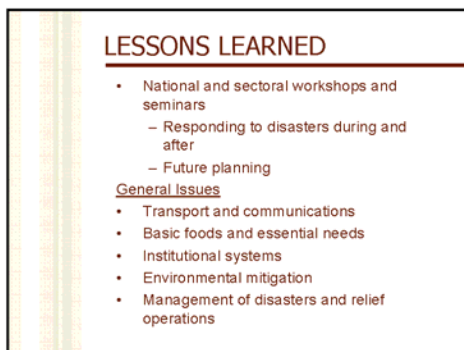 LESSONS LEARNED
• National and sectoral workshops and
seminars
– Responding to disasters during and
after
– Future planning
General Issues
• Transport and communications
• Basic foods and essential needs
• Institutional systems
• Environmental mitigation
• Management of disasters and relief
operations